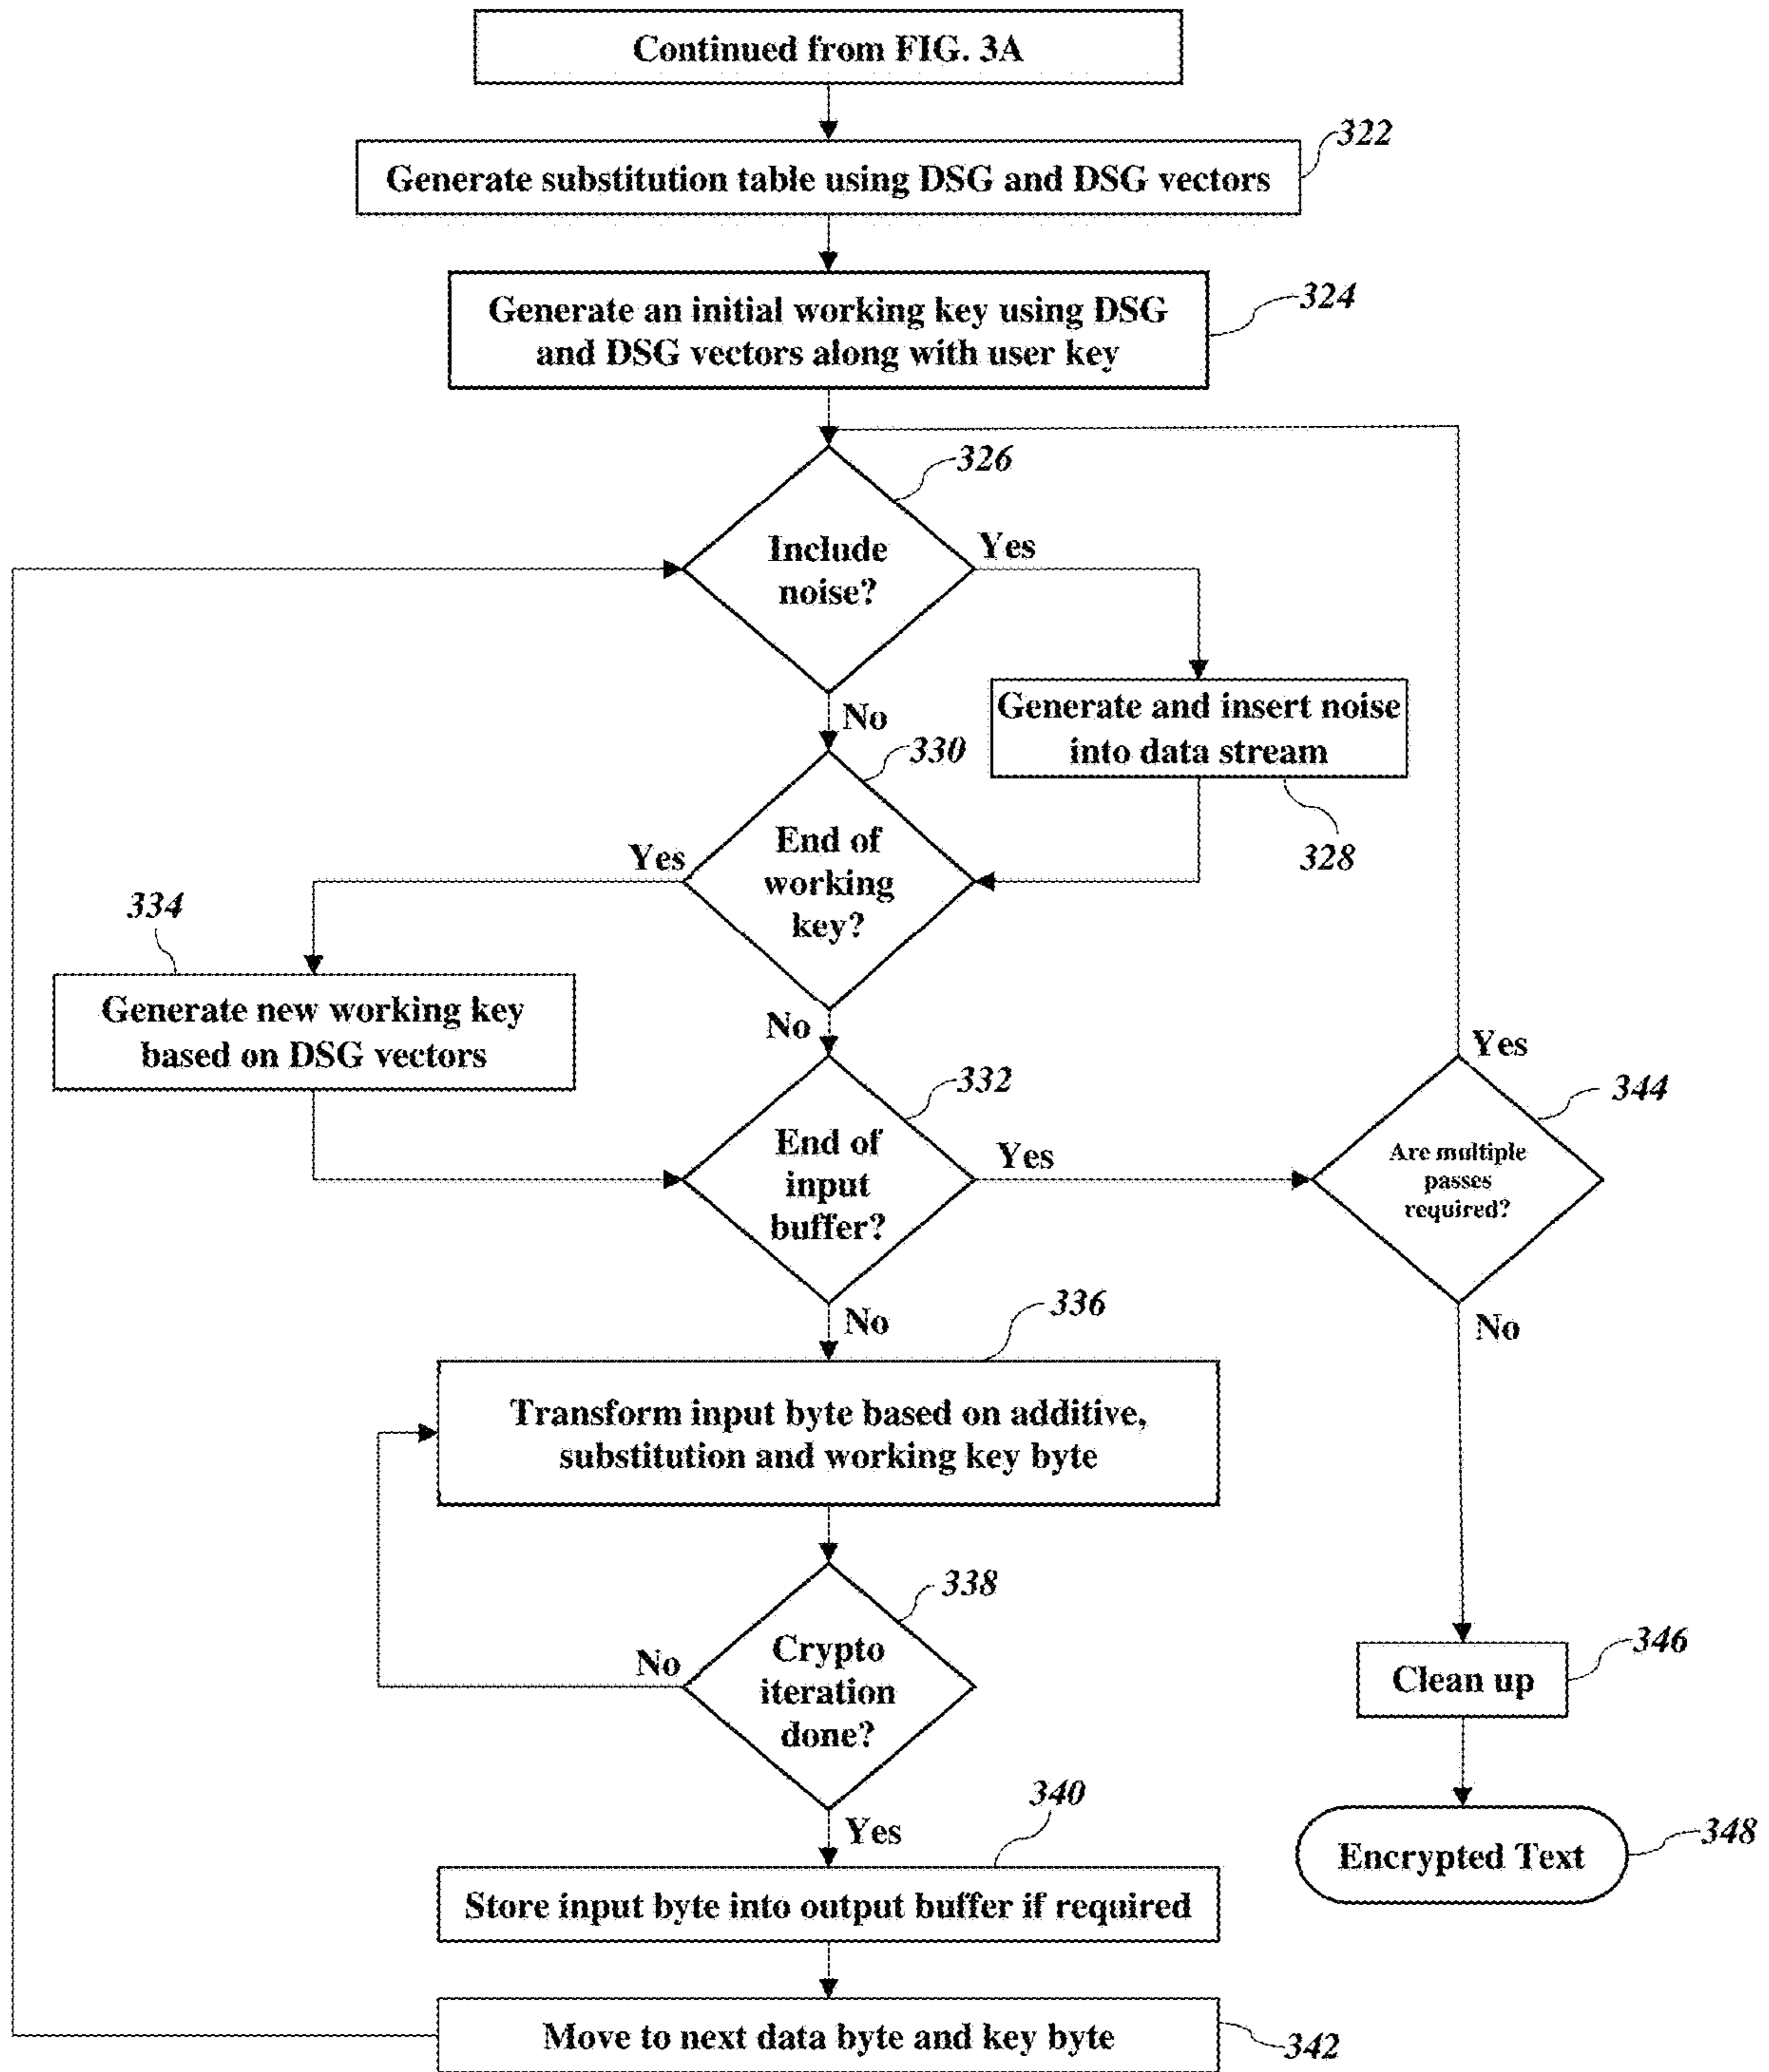 Continued from FIG. 3A
322
Generate substitution table using DSG and DSG vectors
324
Generate an initial working key using DSG
and DSG vectors along with user key
326
Include
noise?
Yes
No
Generate and insert noise
into data stream
328
330
End of
working
key?
Yes
No
334
Generate new working key
based on DSG vectors
332
End of
input
buffer?
Yes
No
344
Are multiple
passes
required?
Yes
No
336
Transform input byte based on additive,
substitution and working key byte
338
Crypto
iteration
done?
No
Yes
346
Clean up
340
Store input byte into output buffer if required
348
Encrypted Text
Move to next data byte and key byte
342